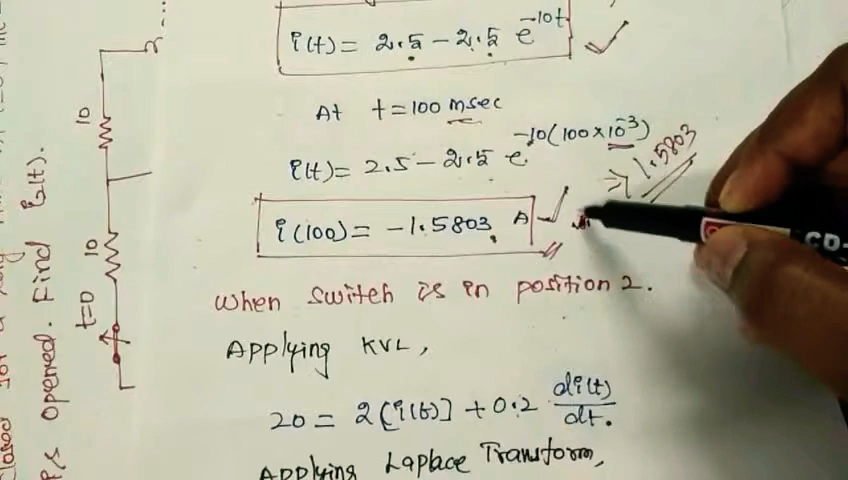 i(t) = 2.5 - 2.5 e^-10t
At t = 100 msec
i(t) = 2.5 - 2.5 e^-10(100×10^-3)
⇒ 1.5803
i(100) = -1.5803 A
When switch is in position 2.
Applying KVL,
20 = 2[i(t)] + 0.2 di(t)/dt.
Applying Laplace Transform,
10
10
t=0
opened. Find i2(t).
CD-